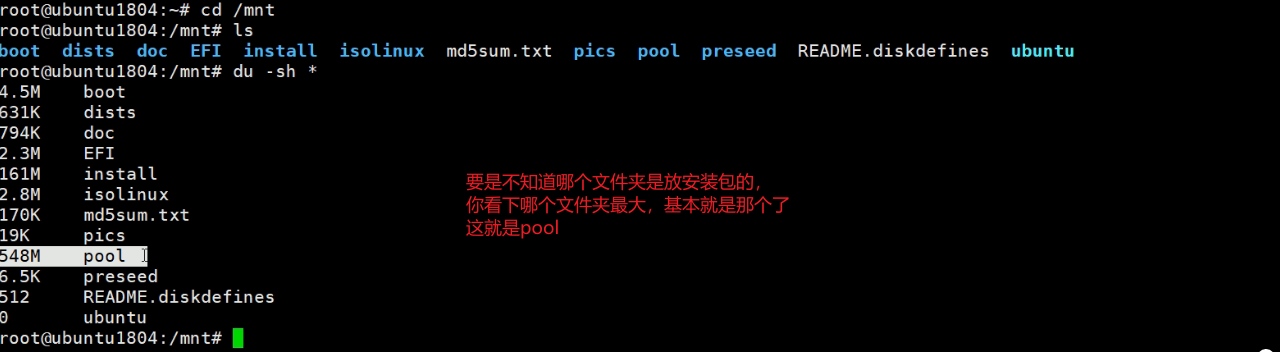 root@ubuntu1804:~# cd /mnt
root@ubuntu1804:/mnt# ls
boot dists doc EFI install isolinux md5sum.txt pics pool preseed README.diskdefines ubuntu
root@ubuntu1804:/mnt# du -sh *
4.5M boot
631K dists
794K doc
2.3M EFI
161M install
2.8M isolinux
170K md5sum.txt
19K pics
548M pool
6.5K preseed
512 README.diskdefines
0 ubuntu
root@ubuntu1804:/mnt#
要是不知道哪个文件夹是放安装包的,
你看下哪个文件夹最大，基本就是那个了
这就是pool